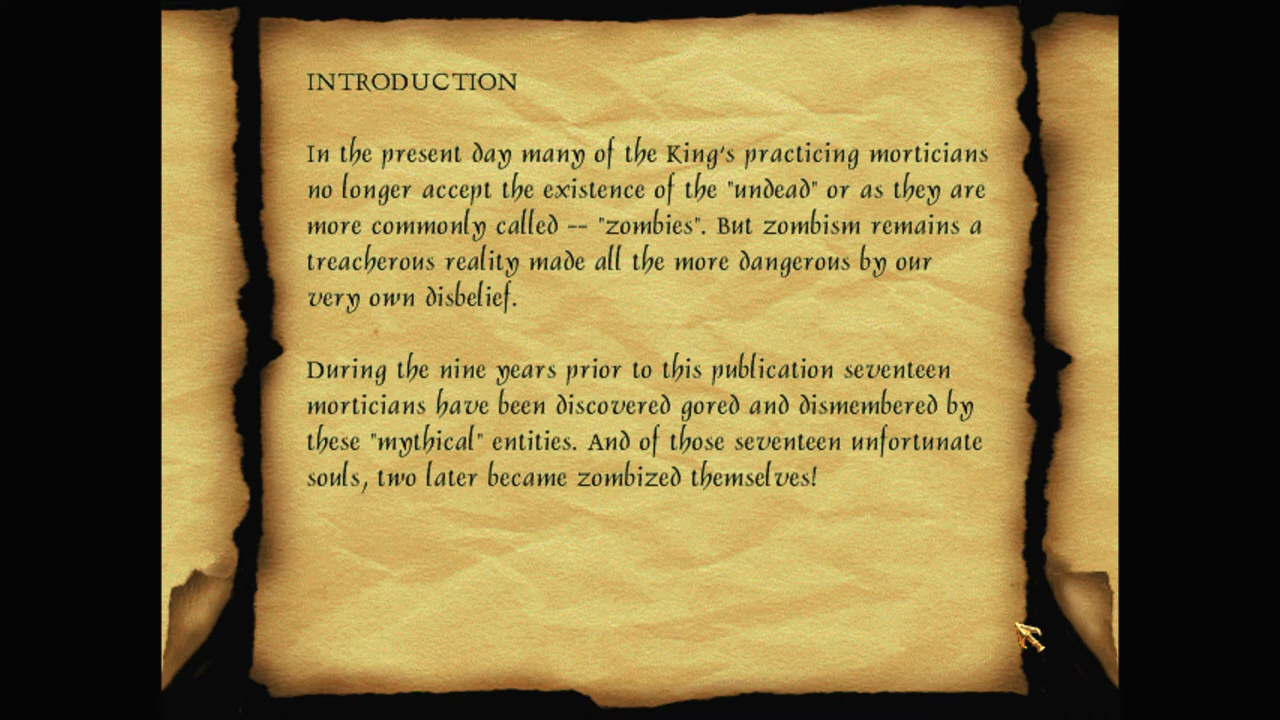 INTRODUCTION
In the present day many of the King's practicing morticians
no longer accept the existence of the "undead" or as they are
more commonly called -- "zombies". But zombism remains a
treacherous reality made all the more dangerous by our
very own disbelief.
During the nine years prior to this publication seventeen
morticians have been discovered gored and dismembered by
these "mythical" entities. And of those seventeen unfortunate
souls, two later became zombized themselves!